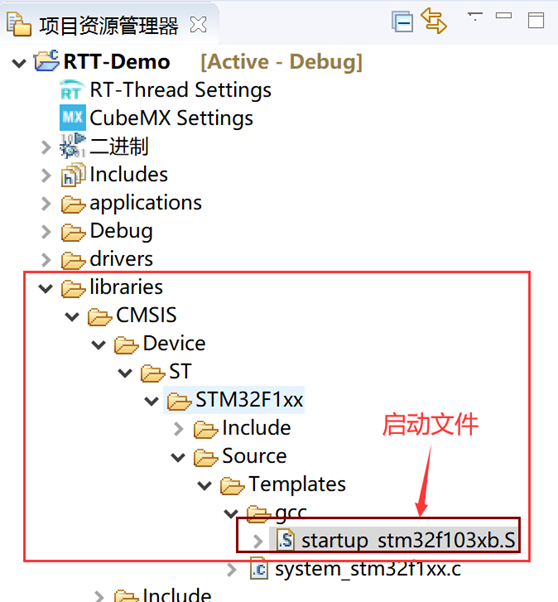 项目资源管理器
RTT-Demo [Active - Debug]
RT-Thread Settings
MX CubeMX Settings
二进制
Includes
applications
Debug
drivers
libraries
CMSIS
Device
ST
STM32F1xx
Include
启动文件
Source
Templates
gcc
startup_stm32f103xb.S
system_stm32f1xx.c
Include